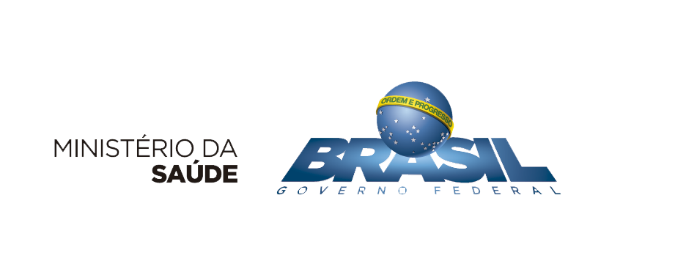 MINISTÉRIO DA
SAÚDE
ORDEM E PROGRESSO
BRASIL
GOVERNO FEDERAL